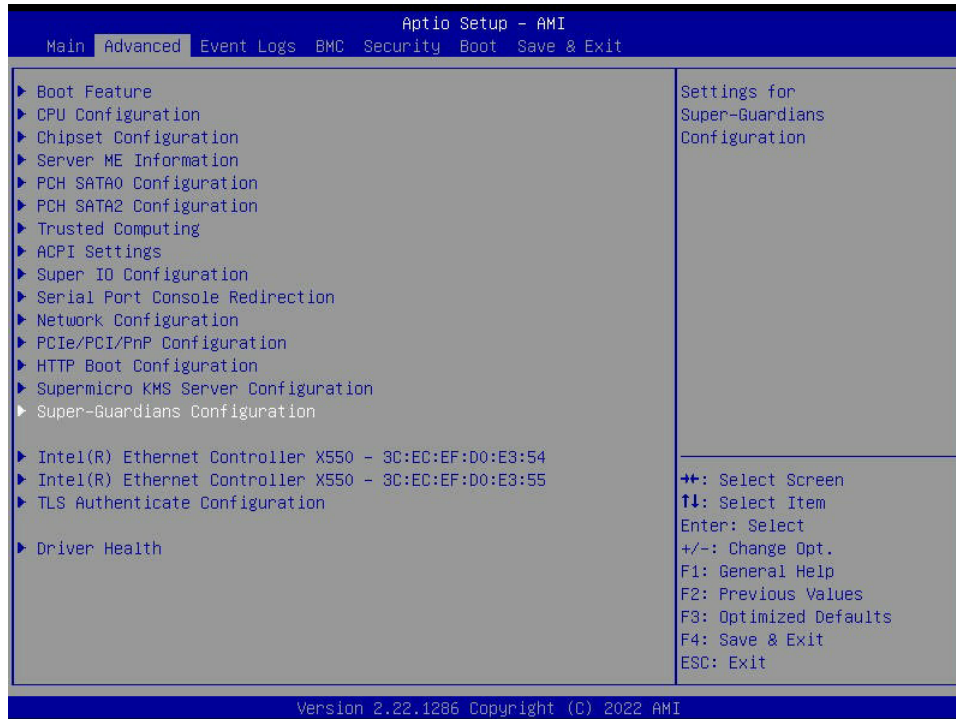 Aptio Setup - AMI
Main Advanced Event Logs BMC Security Boot Save & Exit
▶ Boot Feature
▶ CPU Configuration
▶ Chipset Configuration
▶ Server ME Information
▶ PCH SATA0 Configuration
▶ PCH SATA2 Configuration
▶ Trusted Computing
▶ ACPI Settings
▶ Super IO Configuration
▶ Serial Port Console Redirection
▶ Network Configuration
▶ PCIe/PCI/PnP Configuration
▶ HTTP Boot Configuration
▶ Supermicro KMS Server Configuration
▶ Super-Guardians Configuration
▶ Intel(R) Ethernet Controller X550 - 3C:EC:EF:D0:E3:54
▶ Intel(R) Ethernet Controller X550 - 3C:EC:EF:D0:E3:55
▶ TLS Authenticate Configuration
▶ Driver Health
Settings for
Super-Guardians
Configuration
→←: Select Screen
↑↓: Select Item
Enter: Select
+/-: Change Opt.
F1: General Help
F2: Previous Values
F3: Optimized Defaults
F4: Save & Exit
ESC: Exit
Version 2.22.1286 Copyright (C) 2022 AMI